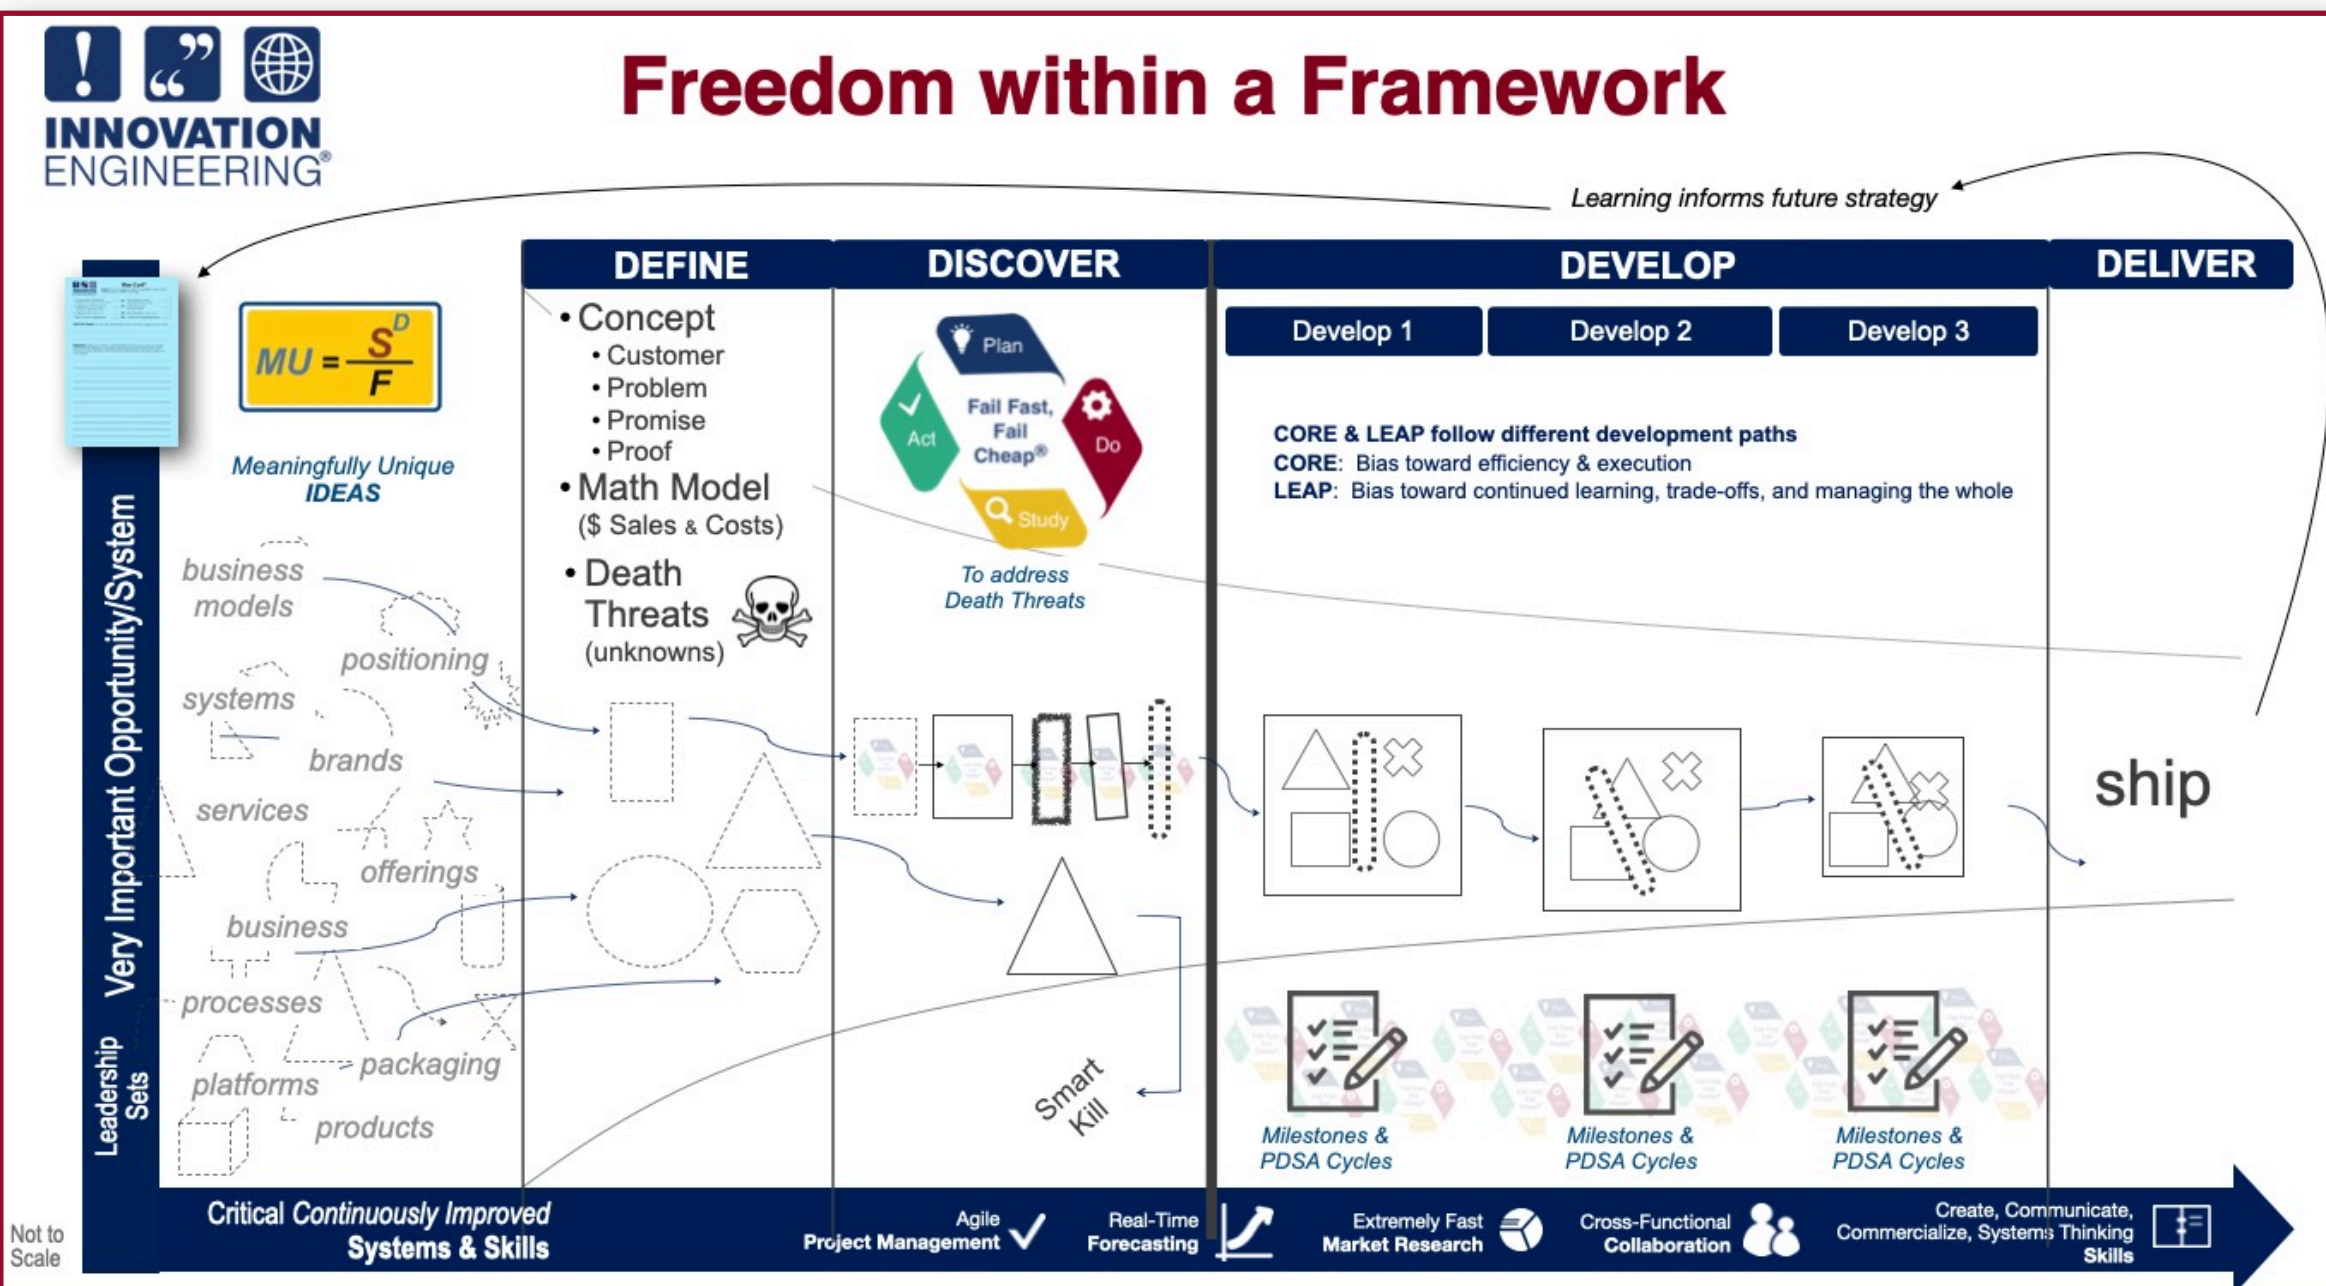 INNOVATION
ENGINEERING®
Freedom within a Framework
Learning informs future strategy
Very Important Opportunity/System
Leadership
Sets
MU = S^D / F
Meaningfully Unique
IDEAS
business
models
positioning
systems
brands
services
offerings
business
processes
packaging
platforms
products
DEFINE
• Concept
• Customer
• Problem
• Promise
• Proof
• Math Model
($ Sales & Costs)
• Death
Threats
(unknowns)
DISCOVER
Plan
Do
Study
Act
Fail Fast,
Fail
Cheap®
To address
Death Threats
Smart
Kill
DEVELOP
Develop 1
Develop 2
Develop 3
CORE & LEAP follow different development paths
CORE: Bias toward efficiency & execution
LEAP: Bias toward continued learning, trade-offs, and managing the whole
Milestones &
PDSA Cycles
Milestones &
PDSA Cycles
Milestones &
PDSA Cycles
DELIVER
ship
Not to
Scale
Critical Continuously Improved
Systems & Skills
Agile
Project Management
Real-Time
Forecasting
Extremely Fast
Market Research
Cross-Functional
Collaboration
Create, Communicate,
Commercialize, Systems Thinking
Skills